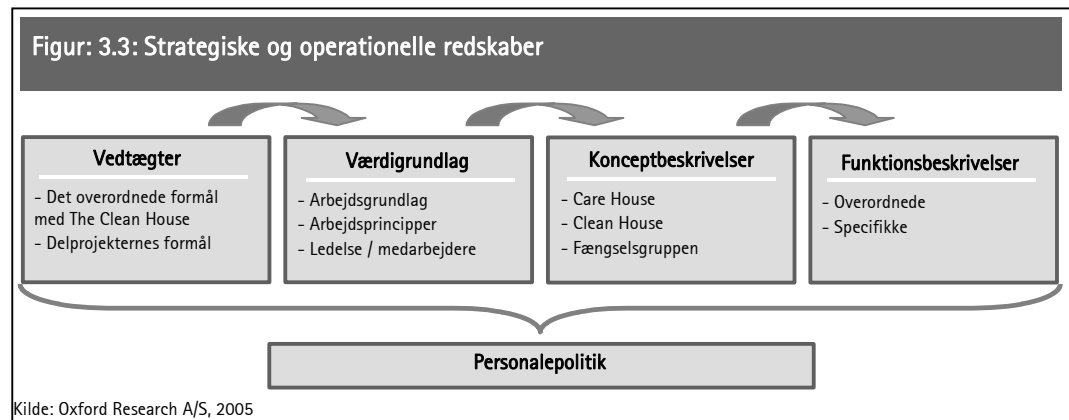 Figur: 3.3: Strategiske og operationelle redskaber
Vedtægter
- Det overordnede formål
med The Clean House
- Delprojekternes formål
Værdigrundlag
- Arbejdsgrundlag
- Arbejdsprincipper
- Ledelse / medarbejdere
Konceptbeskrivelser
- Care House
- Clean House
- Fængselsgruppen
Funktionsbeskrivelser
- Overordnede
- Specifikke
Personalepolitik
Kilde: Oxford Research A/S, 2005